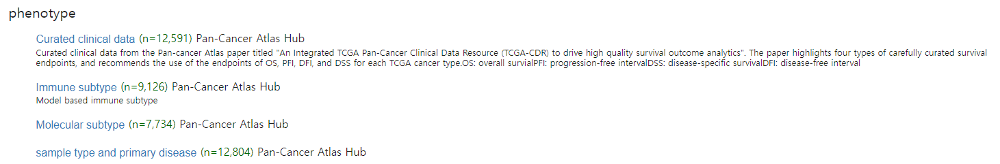 phenotype
Curated clinical data (n=12,591) Pan-Cancer Atlas Hub
Curated clinical data from the Pan-cancer Atlas paper titled "An Integrated TCGA Pan-Cancer Clinical Data Resource (TCGA-CDR) to drive high quality survival outcome analytics". The paper highlights four types of carefully curated survival
endpoints, and recommends the use of the endpoints of OS, PFI, DFI, and DSS for each TCGA cancer type.OS: overall survialPFI: progression-free intervalDSS: disease-specific survivalDFI: disease-free interval
Immune subtype (n=9,126) Pan-Cancer Atlas Hub
Model based immune subtype
Molecular subtype (n=7,734) Pan-Cancer Atlas Hub
sample type and primary disease (n=12,804) Pan-Cancer Atlas Hub